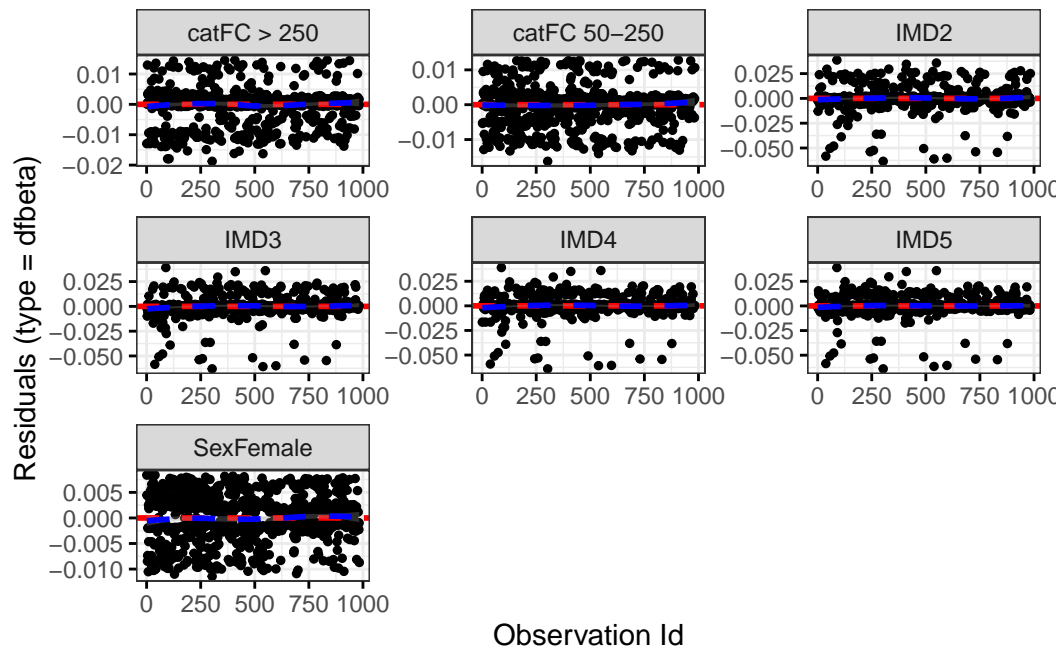 catFC > 250
catFC 50−250
IMD2
0.01
0.00
−0.01
−0.02
0 250 500 750 1000
0.01
0.00
−0.01
0 250 500 750 1000
0.025
0.000
−0.025
−0.050
0 250 500 750 1000
IMD3
IMD4
IMD5
0.025
0.000
−0.025
−0.050
0 250 500 750 1000
0.025
0.000
−0.025
−0.050
0 250 500 750 1000
0.025
0.000
−0.025
−0.050
0 250 500 750 1000
SexFemale
0.005
0.000
−0.005
−0.010
0 250 500 750 1000
Residuals (type = dfbeta)
Observation Id